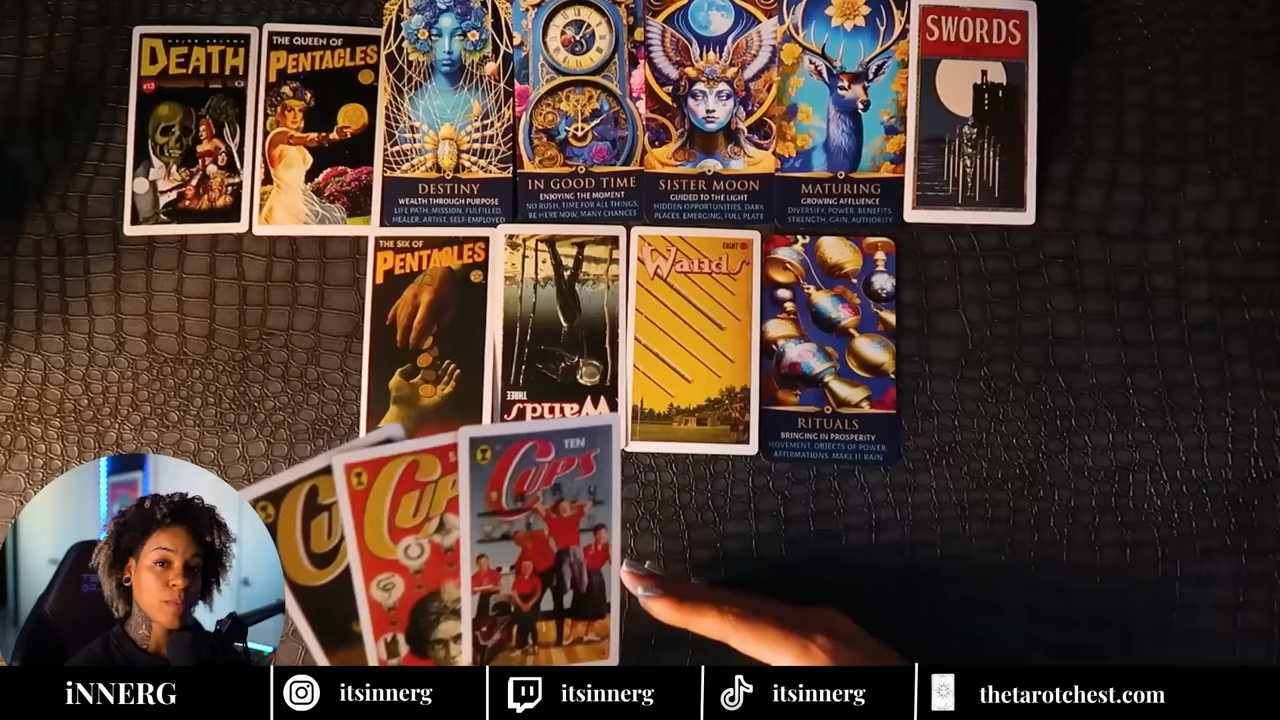 MAJOR ARCANA
DEATH
#13
THE QUEEN OF
PENTACLES
DESTINY
WEALTH THROUGH PURPOSE
LIFE PATH, MISSION, FULFILLED,
HEALER, ARTIST, SELF-EMPLOYED
IN GOOD TIME
ENJOYING THE MOMENT
NO RUSH, TIME FOR ALL THINGS,
BE HERE NOW, MANY CHANCES
SISTER MOON
GUIDED TO THE LIGHT
HIDDEN OPPORTUNITIES, DARK
PLACES, EMERGING, FULL PLATE
MATURING
GROWING AFFLUENCE
DIVERSIFY, POWER, BENEFITS,
STRENGTH, GAIN, AUTHORITY
SWORDS
THE SIX OF
PENTACLES
THREE
Wands
EIGHT
Wands
RITUALS
BRINGING IN PROSPERITY
MOVEMENT, OBJECTS OF POWER,
AFFIRMATIONS, MAKE IT RAIN
CU
CUP
TEN
CUPS
iNNERG
itsinnerg
itsinnerg
itsinnerg
thetarotchest.com